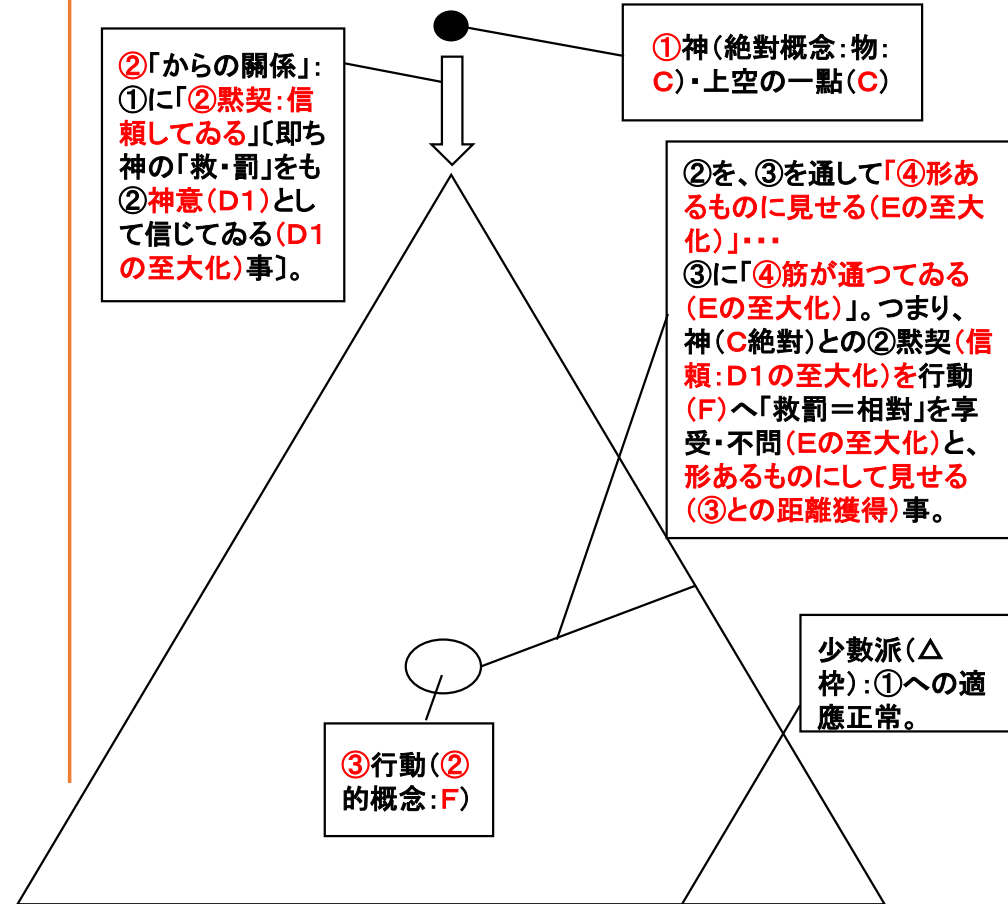 ①神(絶對概念:物:
C)・上空の一點(C)
②「からの關係」:
①に「②黙契:信
頼してゐる」〔即ち
神の「救・罰」をも
②神意(D1)とし
て信じてゐる(D1
の至大化)事〕。
②を、③を通して「④形あ
るものに見せる(Eの至大
化)」・・・
③に「④筋が通つてゐる
(Eの至大化)」。つまり、
神(C絶對)との②黙契(信
頼:D1の至大化)を行動
(F)へ「救罰=相對」を享
受・不問(Eの至大化)と、
形あるものにして見せる
(③との距離獲得)事。
少數派(△
枠):①への適
應正常。
③行動(②
的概念:F)